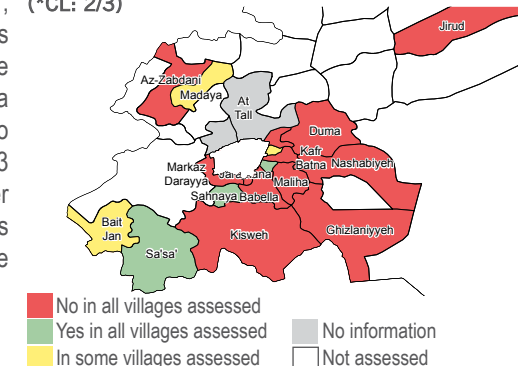 ,
(*CL: 2/3)
s
e
a
o
3
or
s
e
Jirud
Az-Zabdani
Madaya
At
Tall
Duma
Kafr
Batna
Nashabiyeh
Markaz
Darayya
Maliha
Sahnaya
Babella
Bait
Jan
Sa'sa'
Kisweh
Ghizlaniyyeh
No in all villages assessed
Yes in all villages assessed
No information
In some villages assessed
Not assessed